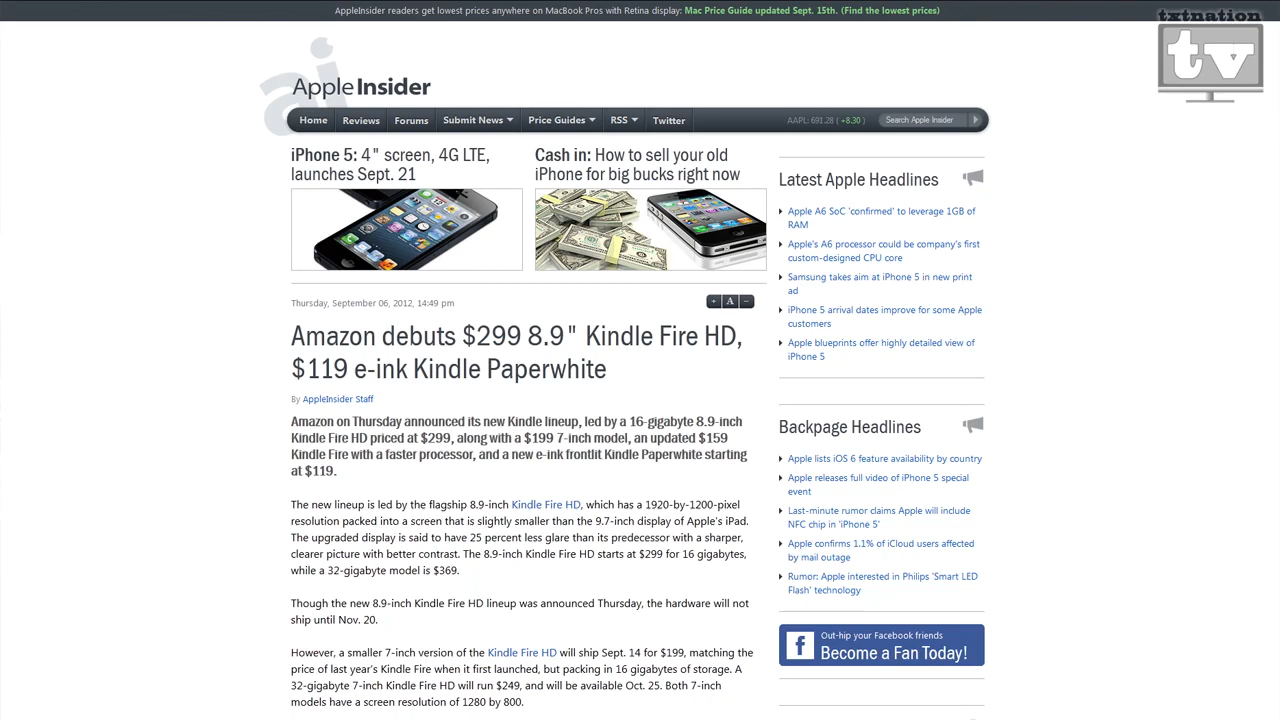 AppleInsider readers get lowest prices anywhere on MacBook Pros with Retina display: Mac Price Guide updated Sept. 15th. (Find the lowest prices)
txtnation
tv
ai
AppleInsider
Home Reviews Forums Submit News Price Guides RSS Twitter
AAPL: 691.28 ( +8.30 )
Search Apple Insider
iPhone 5: 4" screen, 4G LTE,
launches Sept. 21
Cash in: How to sell your old
iPhone for big bucks right now
Thursday, September 06, 2012, 14:49 pm
+ A −
Amazon debuts $299 8.9" Kindle Fire HD,
$119 e-ink Kindle Paperwhite
By AppleInsider Staff
Amazon on Thursday announced its new Kindle lineup, led by a 16-gigabyte 8.9-inch
Kindle Fire HD priced at $299, along with a $199 7-inch model, an updated $159
Kindle Fire with a faster processor, and a new e-ink frontlit Kindle Paperwhite starting
at $119.
The new lineup is led by the flagship 8.9-inch Kindle Fire HD, which has a 1920-by-1200-pixel
resolution packed into a screen that is slightly smaller than the 9.7-inch display of Apple's iPad.
The upgraded display is said to have 25 percent less glare than its predecessor with a sharper,
clearer picture with better contrast. The 8.9-inch Kindle Fire HD starts at $299 for 16 gigabytes,
while a 32-gigabyte model is $369.
Though the new 8.9-inch Kindle Fire HD lineup was announced Thursday, the hardware will not
ship until Nov. 20.
However, a smaller 7-inch version of the Kindle Fire HD will ship Sept. 14 for $199, matching the
price of last year's Kindle Fire when it first launched, but packing in 16 gigabytes of storage. A
32-gigabyte 7-inch Kindle Fire HD will run $249, and will be available Oct. 25. Both 7-inch
models have a screen resolution of 1280 by 800.
Latest Apple Headlines
Apple A6 SoC 'confirmed' to leverage 1GB of
RAM
Apple's A6 processor could be company's first
custom-designed CPU core
Samsung takes aim at iPhone 5 in new print
ad
iPhone 5 arrival dates improve for some Apple
customers
Apple blueprints offer highly detailed view of
iPhone 5
Backpage Headlines
Apple lists iOS 6 feature availability by country
Apple releases full video of iPhone 5 special
event
Last-minute rumor claims Apple will include
NFC chip in 'iPhone 5'
Apple confirms 1.1% of iCloud users affected
by mail outage
Rumor: Apple interested in Philips 'Smart LED
Flash' technology
f
Out-hip your Facebook friends
Become a Fan Today!